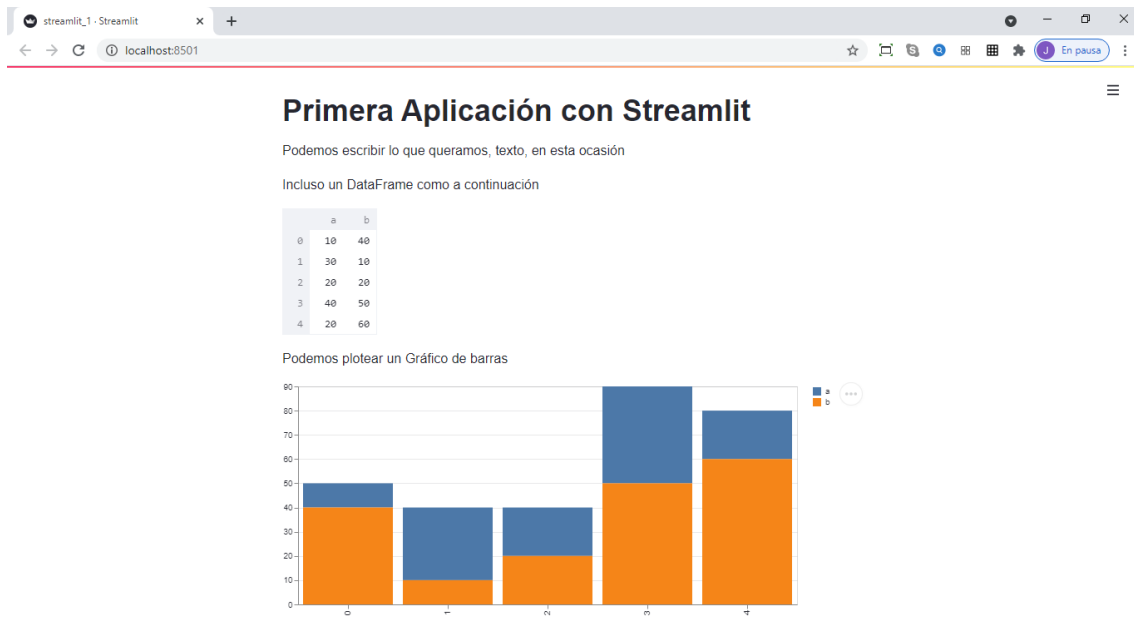 streamlit_1 · Streamlit
localhost:8501
J En pausa
Primera Aplicación con Streamlit
Podemos escribir lo que queramos, texto, en esta ocasión
Incluso un DataFrame como a continuación
a b
0 10 40
1 30 10
2 20 20
3 40 50
4 20 60
Podemos plotear un Gráfico de barras
90
80
70
60
50
40
30
20
10
0
0 1 2 3 4
a
b